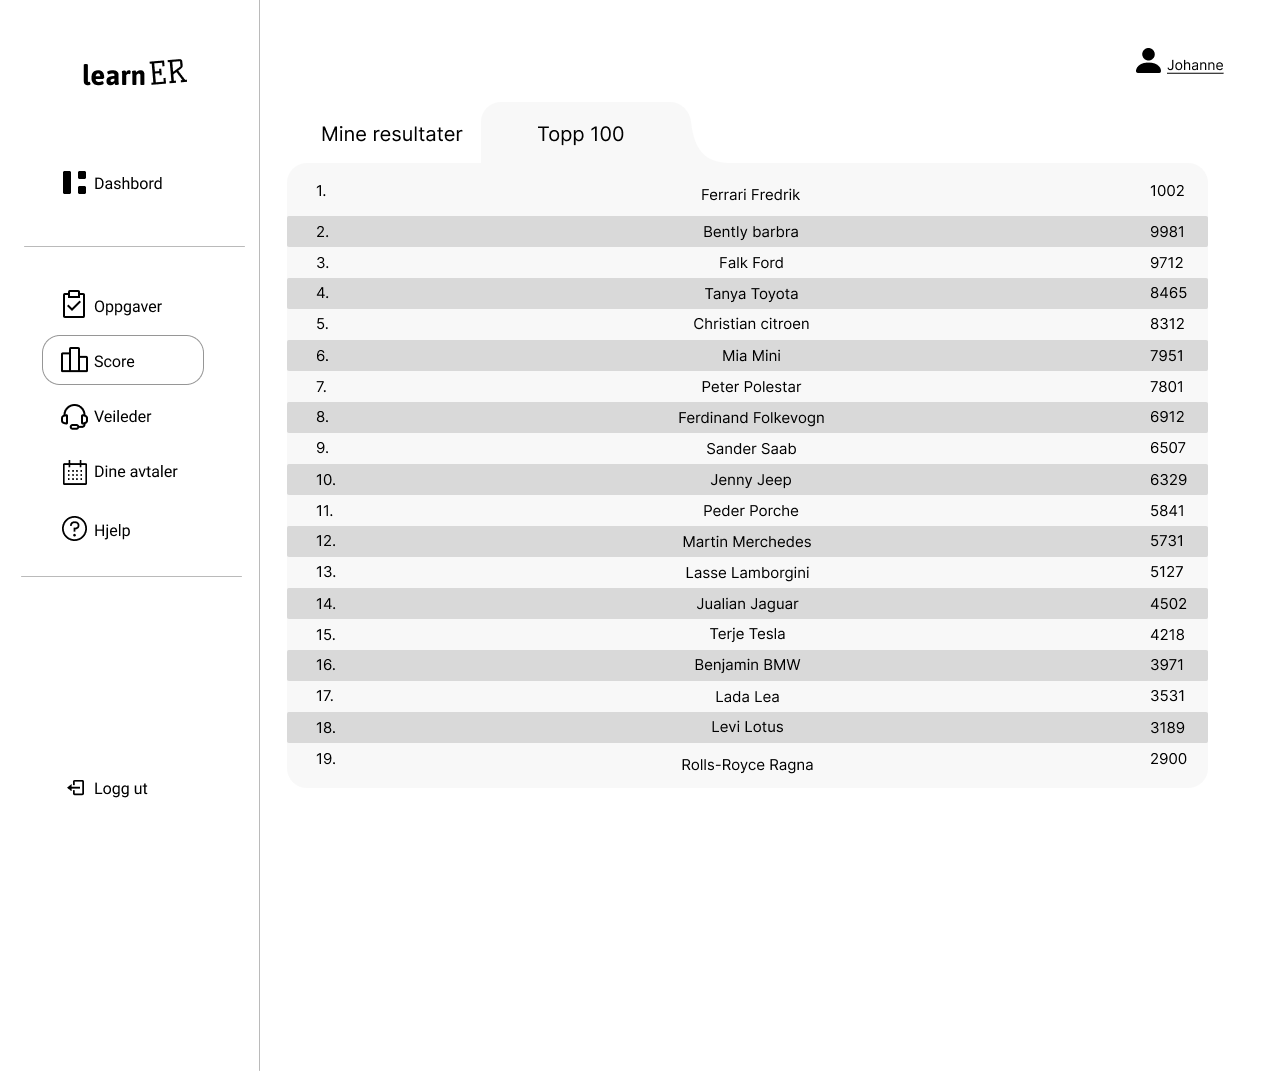 learnER
Johanne
Mine resultater
Topp 100
Dashbord
Oppgaver
Score
Veileder
Dine avtaler
Hjelp
Logg ut
1. Ferrari Fredrik 1002
2. Bently barbra 9981
3. Falk Ford 9712
4. Tanya Toyota 8465
5. Christian citroen 8312
6. Mia Mini 7951
7. Peter Polestar 7801
8. Ferdinand Folkevogn 6912
9. Sander Saab 6507
10. Jenny Jeep 6329
11. Peder Porche 5841
12. Martin Merchedes 5731
13. Lasse Lamborgini 5127
14. Jualian Jaguar 4502
15. Terje Tesla 4218
16. Benjamin BMW 3971
17. Lada Lea 3531
18. Levi Lotus 3189
19. Rolls-Royce Ragna 2900